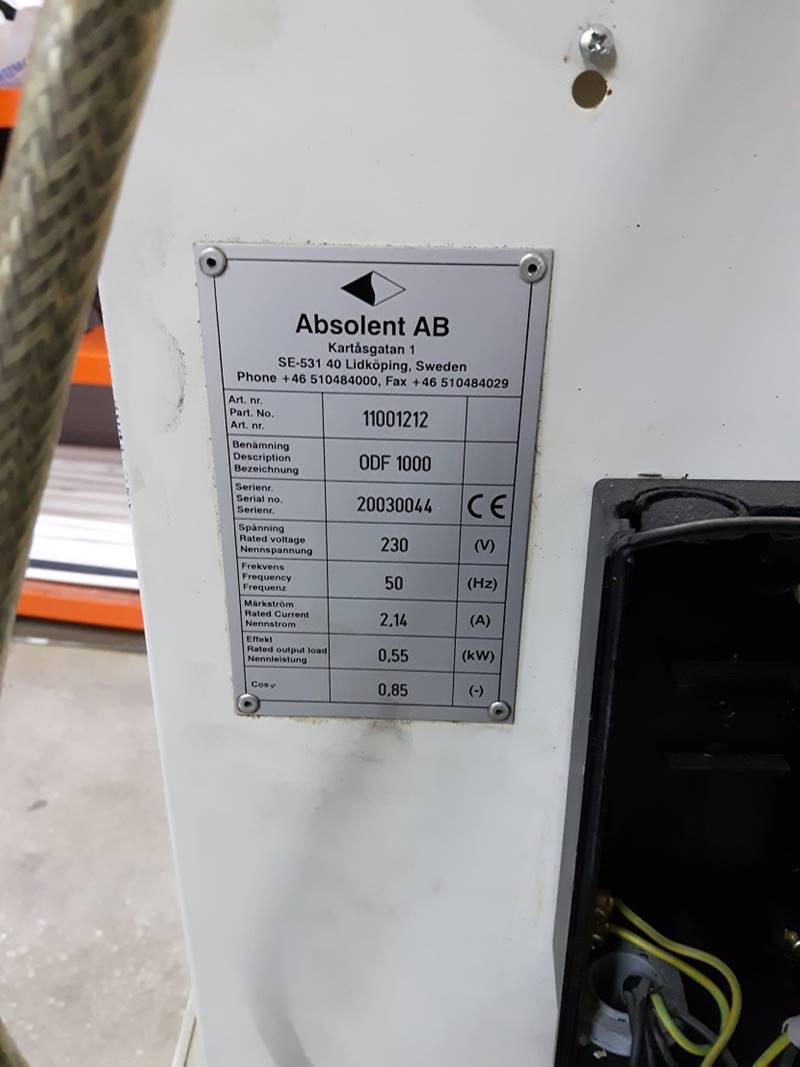 Absolent AB
Kartåsgatan 1
SE-531 40 Lidköping, Sweden
Phone +46 510484000, Fax +46 510484029
Art. nr.
Part. No.
Art. nr.
11001212
Benämning
Description
Bezeichnung
ODF 1000
Serienr.
Serial no.
Serienr.
20030044
CE
Spänning
Rated voltage
Nennspannung
230
(V)
Frekvens
Frequency
Frequenz
50
(Hz)
Märkström
Rated Current
Nennstrom
2,14
(A)
Effekt
Rated output load
Nennleistung
0,55
(kW)
Cosφ
0,85
(-)